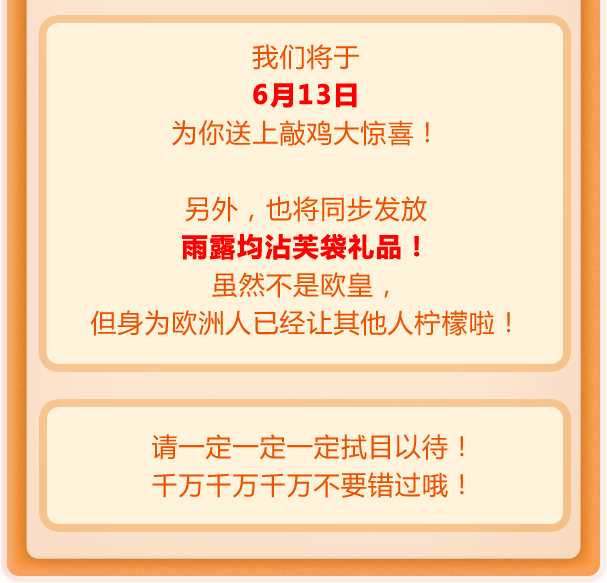 我们将于
6月13日
为你送上敲鸡大惊喜！
另外，也将同步发放
雨露均沾芙袋礼品！
虽然不是欧皇，
但身为欧洲人已经让其他人柠檬啦！
请一定一定一定拭目以待！
千万千万千万不要错过哦！